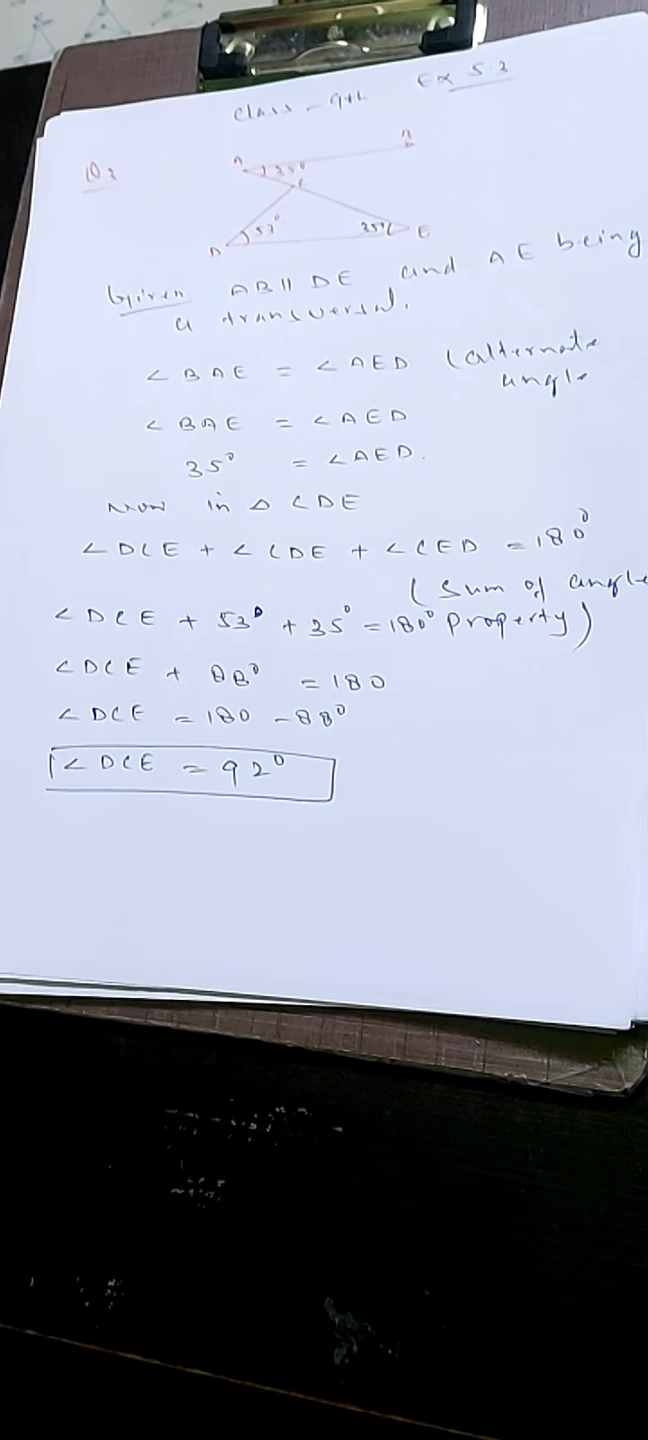 Class - 9th Ex 5.3
Q3
A 35° B
C
D 53° 35° E
Given AB || DE and AE being
a transversal.
∠BAE = ∠AED (alternate
angle
∠BAE = ∠AED
35° = ∠AED.
Now in △ CDE
∠DCE + ∠CDE + ∠CED = 180°
(Sum of angle
∠DCE + 53° + 35° = 180° Property)
∠DCE + 88° = 180
∠DCE = 180 - 88°
∠DCE = 92°